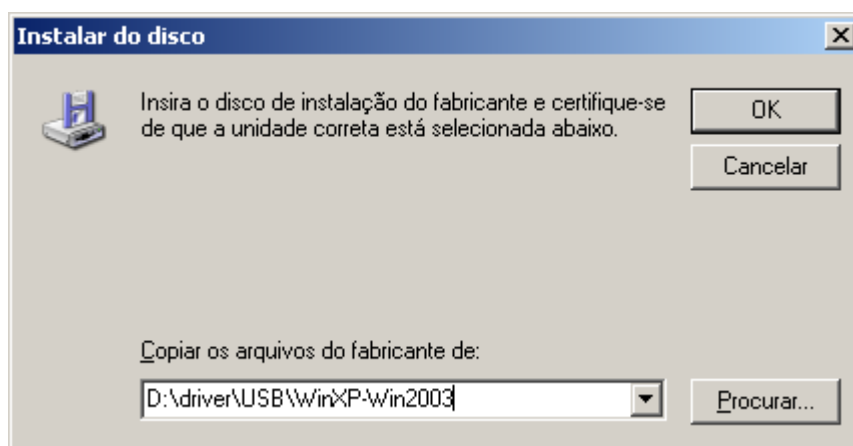 Instalar do disco
Insira o disco de instalação do fabricante e certifique-se
de que a unidade correta está selecionada abaixo.
OK
Cancelar
Copiar os arquivos do fabricante de:
D:\driver\USB\WinXP-Win2003
Procurar...